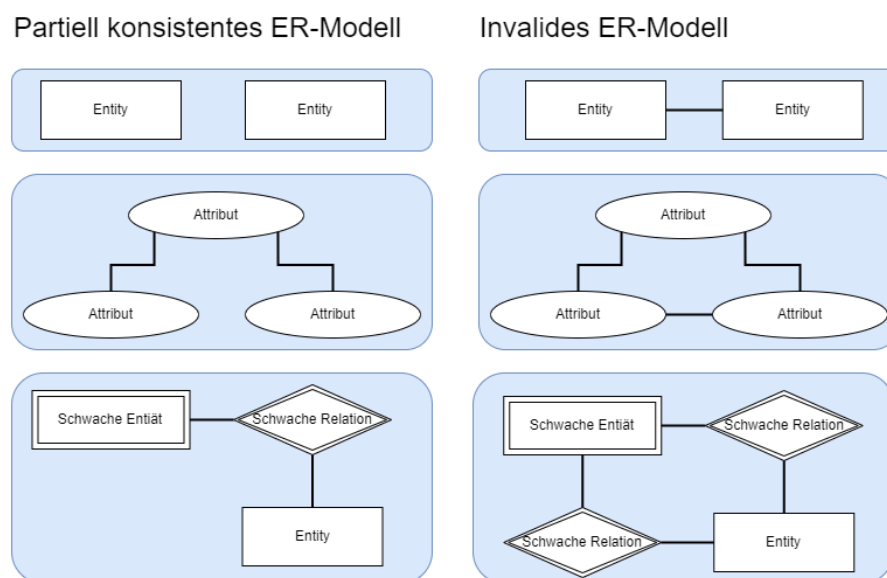 Partiell konsistentes ER-Modell
Invalides ER-Modell
Entity
Entity
Entity
Entity
Attribut
Attribut
Attribut
Attribut
Attribut
Attribut
Schwache Entiät
Schwache Relation
Entity
Schwache Entiät
Schwache Relation
Schwache Relation
Entity